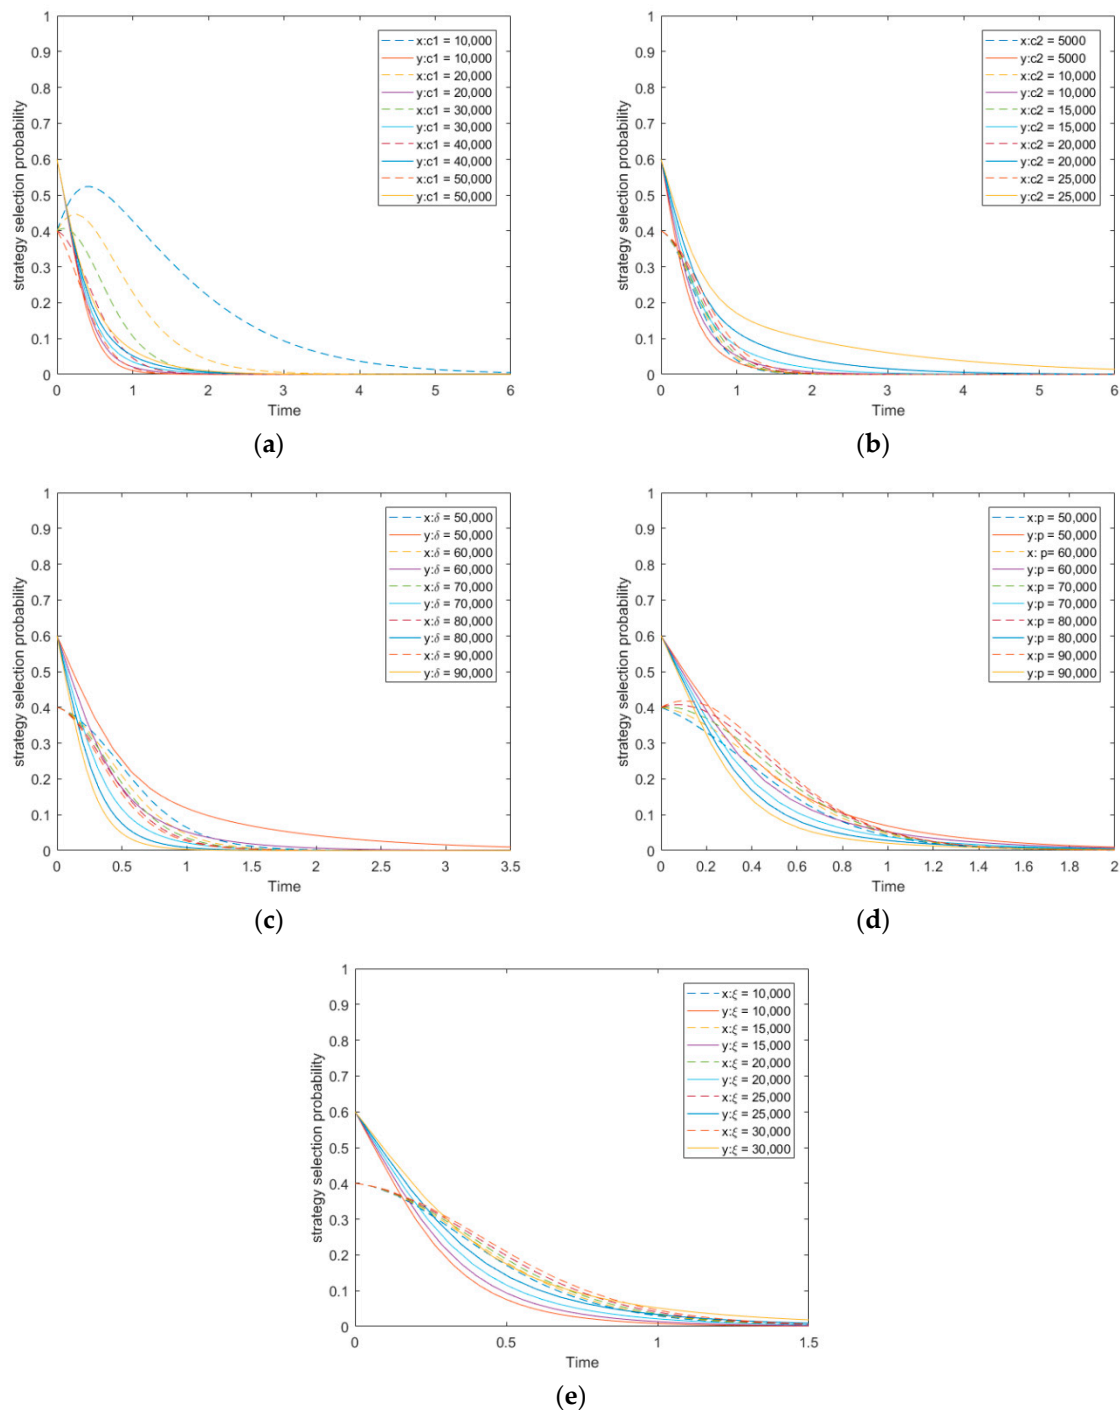 1
0.9
0.8
0.7
0.6
0.5
0.4
0.3
0.2
0.1
0
strategy selection probability
0 1 2 3 4 5 6
Time
x:c1 = 10,000
y:c1 = 10,000
x:c1 = 20,000
y:c1 = 20,000
x:c1 = 30,000
y:c1 = 30,000
x:c1 = 40,000
y:c1 = 40,000
x:c1 = 50,000
y:c1 = 50,000
(a)
1
0.9
0.8
0.7
0.6
0.5
0.4
0.3
0.2
0.1
0
strategy selection probability
0 1 2 3 4 5 6
Time
x:c2 = 5000
y:c2 = 5000
x:c2 = 10,000
y:c2 = 10,000
x:c2 = 15,000
y:c2 = 15,000
x:c2 = 20,000
y:c2 = 20,000
x:c2 = 25,000
y:c2 = 25,000
(b)
1
0.9
0.8
0.7
0.6
0.5
0.4
0.3
0.2
0.1
0
strategy selection probability
0 0.5 1 1.5 2 2.5 3 3.5
Time
x:δ = 50,000
y:δ = 50,000
x:δ = 60,000
y:δ = 60,000
x:δ = 70,000
y:δ = 70,000
x:δ = 80,000
y:δ = 80,000
x:δ = 90,000
y:δ = 90,000
(c)
1
0.9
0.8
0.7
0.6
0.5
0.4
0.3
0.2
0.1
0
strategy selection probability
0 0.2 0.4 0.6 0.8 1 1.2 1.4 1.6 1.8 2
Time
x:p = 50,000
y:p = 50,000
x: p= 60,000
y:p = 60,000
x:p = 70,000
y:p = 70,000
x:p = 80,000
y:p = 80,000
x:p = 90,000
y:p = 90,000
(d)
1
0.9
0.8
0.7
0.6
0.5
0.4
0.3
0.2
0.1
0
strategy selection probability
0 0.5 1 1.5
Time
x:ξ = 10,000
y:ξ = 10,000
x:ξ = 15,000
y:ξ = 15,000
x:ξ = 20,000
y:ξ = 20,000
x:ξ = 25,000
y:ξ = 25,000
x:ξ = 30,000
y:ξ = 30,000
(e)